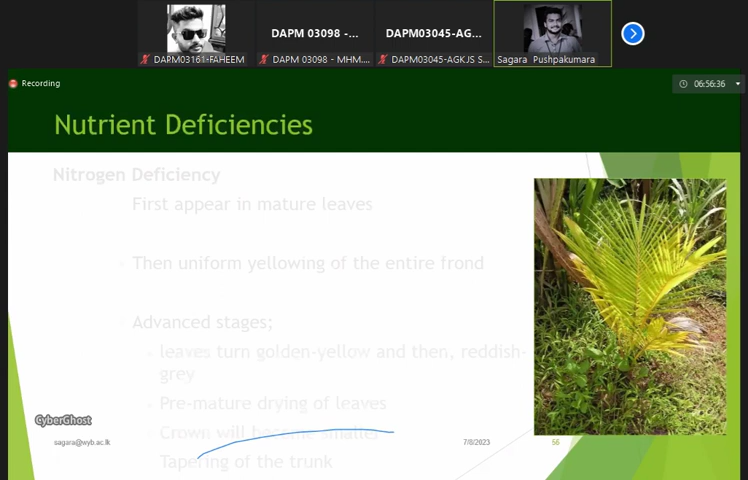 DAPM 03098 -...
DAPM03045-AG...
DARM03161-FAHEEM
DAPM 03098 - MHM....
DAPM03045-AGKJS S...
Sagara Pushpakumara
Recording
06:56:36
Nutrient Deficiencies
Nitrogen Deficiency
First appear in mature leaves
Then uniform yellowing of the entire frond
Advanced stages;
leaves turn golden-yellow and then, reddish-
grey
Pre-mature drying of leaves
Crown will become smaller
Tapering of the trunk
CyberGhost
sagara@wyb.ac.lk
7/8/2023
56